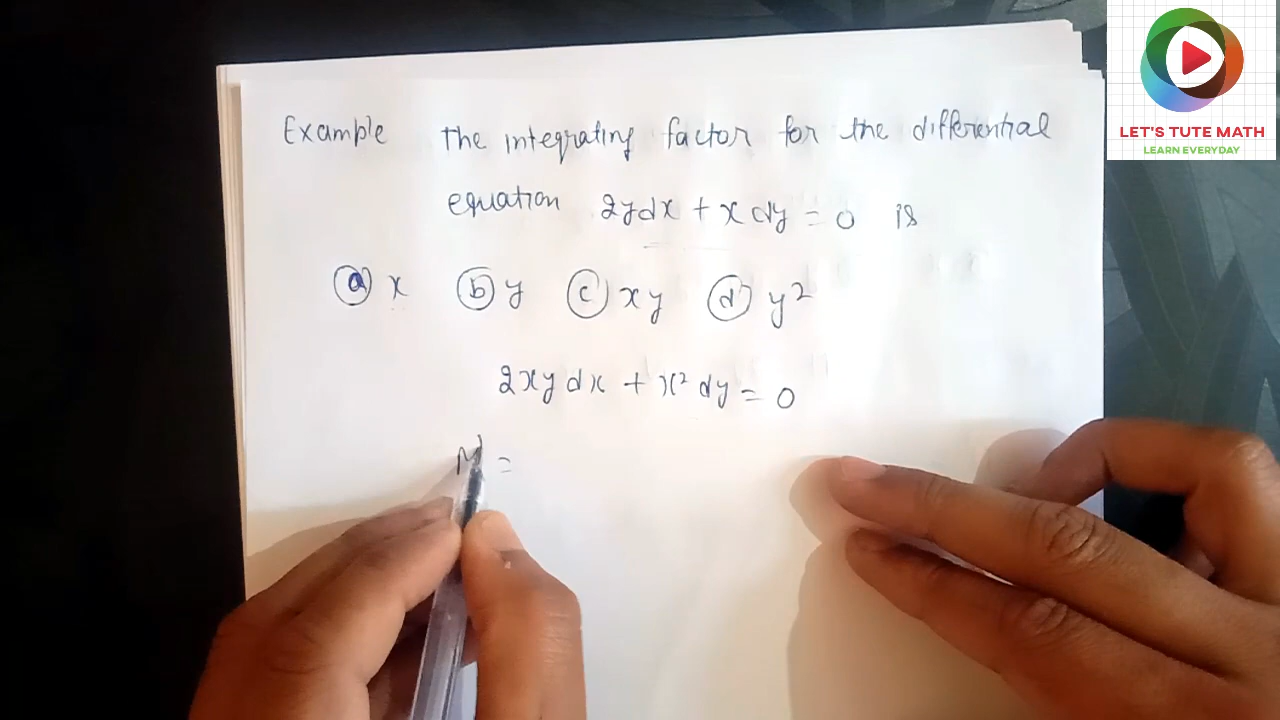 LET'S TUTE MATH
LEARN EVERYDAY
Example The integrating factor for the differential
equation 2ydx + x dy = 0 is
(a) x (b) y (c) xy (d) y²
2xy dx + x² dy = 0
M =